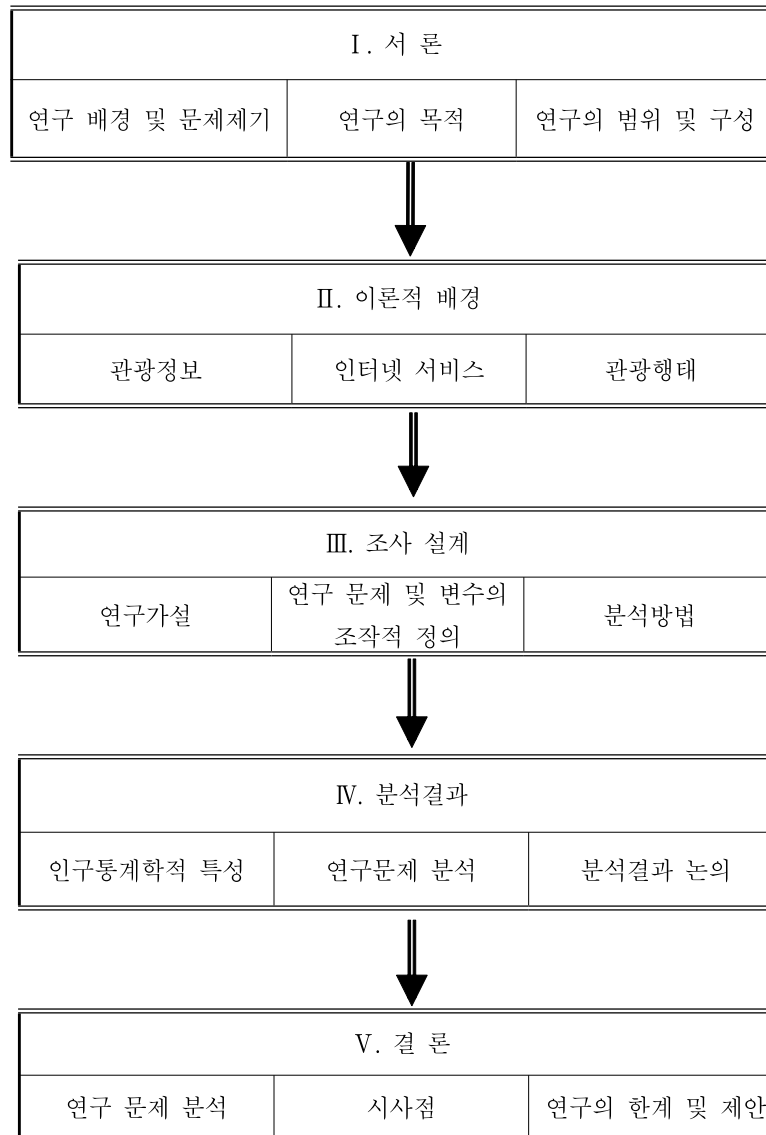 Ⅰ. 서 론
연구 배경 및 문제제기 연구의 목적 연구의 범위 및 구성
Ⅱ. 이론적 배경
관광정보 인터넷 서비스 관광행태
Ⅲ. 조사 설계
연구가설 연구 문제 및 변수의 조작적 정의 분석방법
Ⅳ. 분석결과
인구통계학적 특성 연구문제 분석 분석결과 논의
Ⅴ. 결 론
연구 문제 분석 시사점 연구의 한계 및 제안